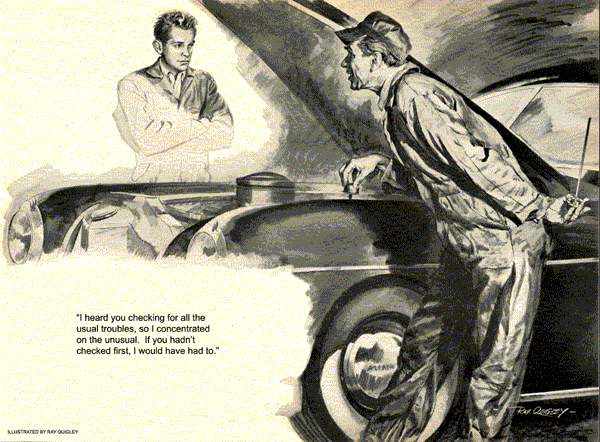 "I heard you checking for all the
usual troubles, so I concentrated
on the unusual.  If you hadn't
checked first, I would have had to."
RAY QUIGLEY –
ILLUSTRATED BY RAY QUIGLEY